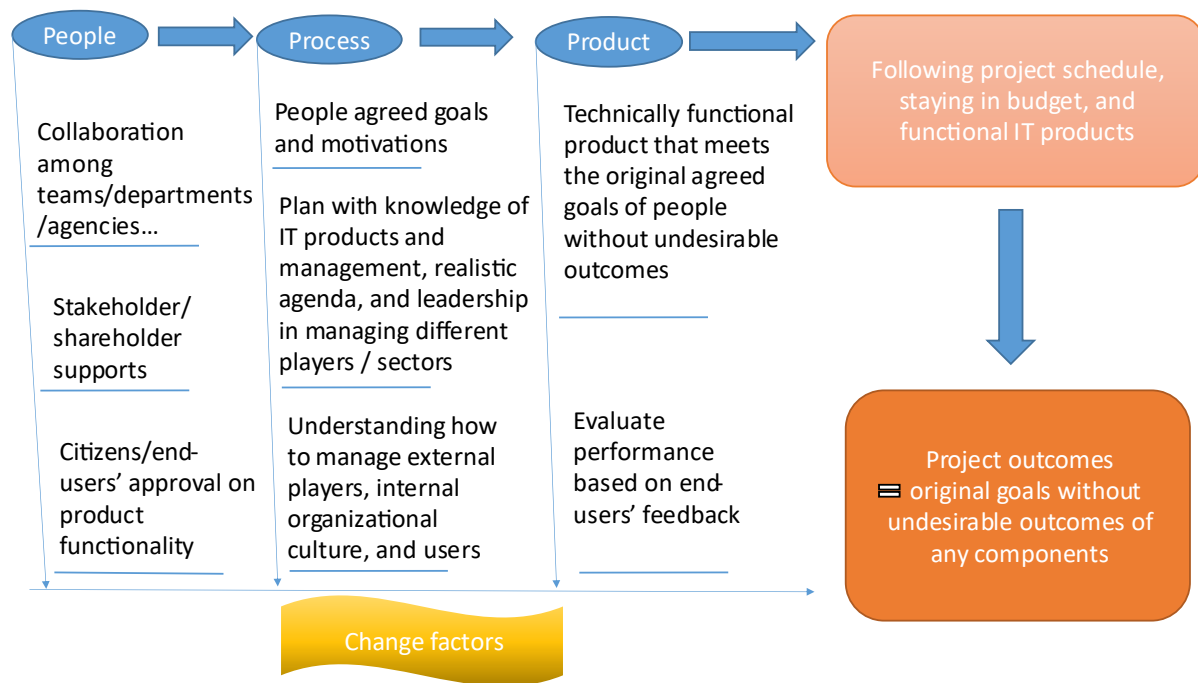 People
Process
Product
Following project schedule,
staying in budget, and
functional IT products
Collaboration
among
teams/departments
/agencies...
Stakeholder/
shareholder
supports
Citizens/end-
users' approval on
product
functionality
People agreed goals
and motivations
Plan with knowledge of
IT products and
management, realistic
agenda, and leadership
in managing different
players / sectors
Understanding how
to manage external
players, internal
organizational
culture, and users
Technically functional
product that meets
the original agreed
goals of people
without undesirable
outcomes
Evaluate
performance
based on end-
users' feedback
Project outcomes
= original goals without
undesirable outcomes of
any components
Change factors